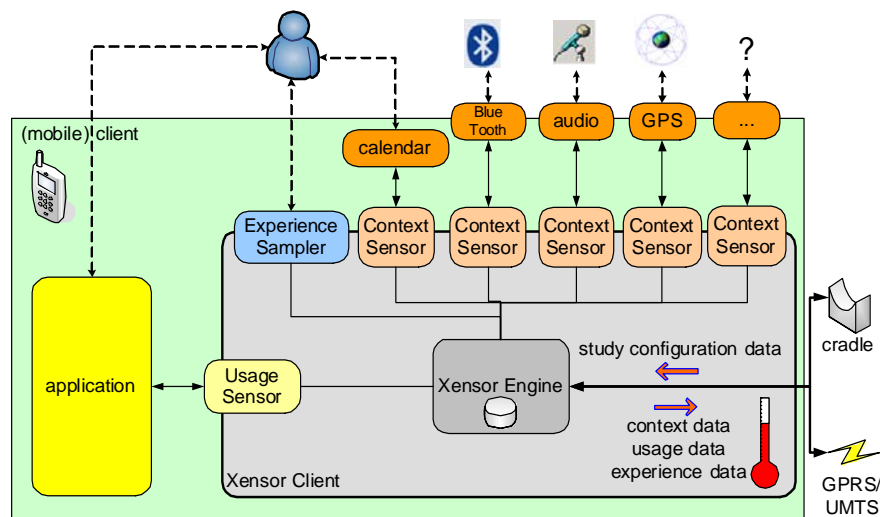 ?
(mobile) client
calendar
Blue
Tooth
audio
GPS
...
Experience
Sampler
Context
Sensor
Context
Sensor
Context
Sensor
Context
Sensor
Context
Sensor
application
Usage
Sensor
Xensor Engine
study configuration data
context data
usage data
experience data
Xensor Client
cradle
GPRS/
UMTS